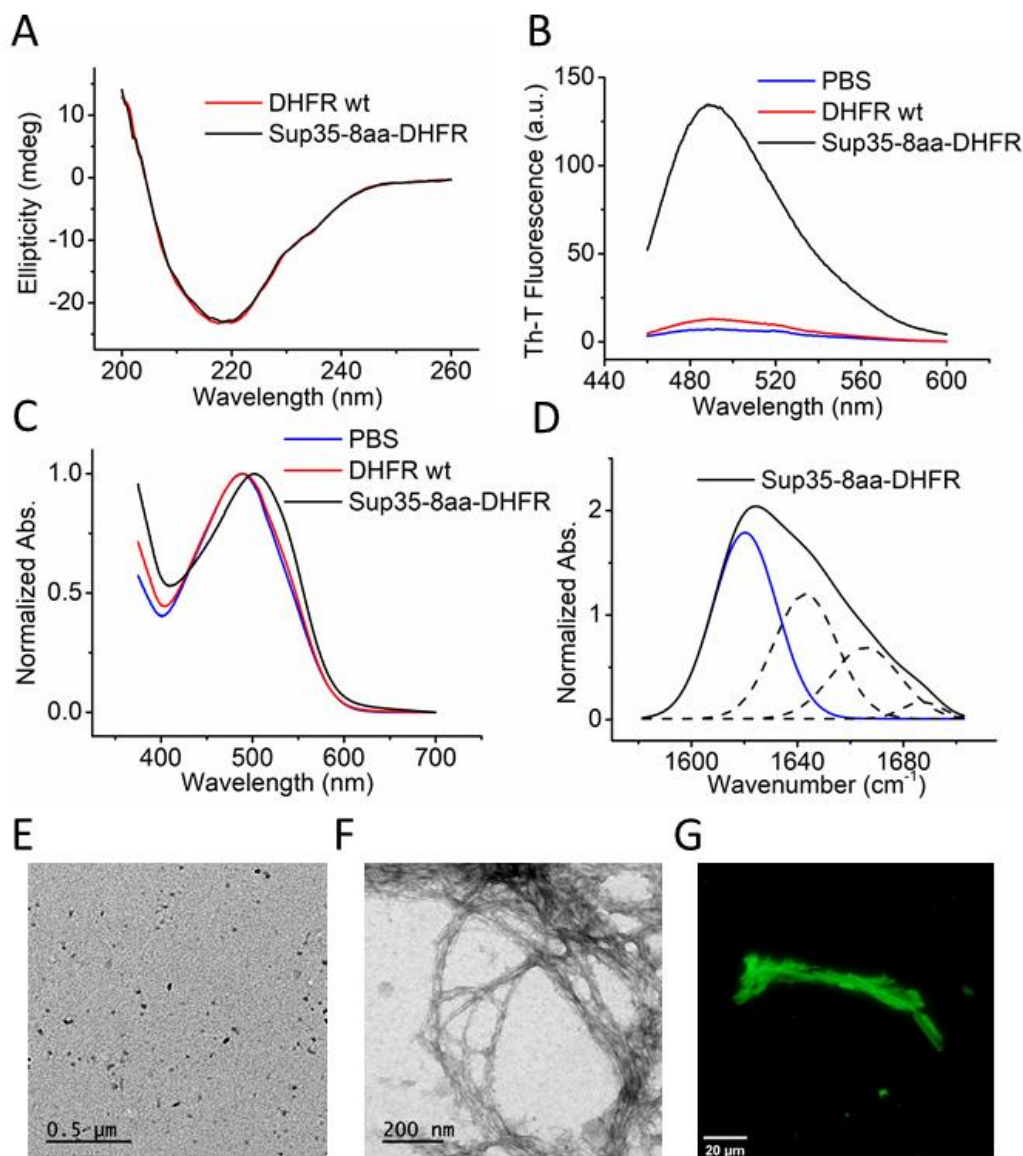 A
10
0
-10
-20
Ellipticity (mdeg)
DHFR wt
Sup35-8aa-DHFR
200 220 240 260
Wavelength (nm)
B
150
100
50
0
Th-T Fluorescence (a.u.)
PBS
DHFR wt
Sup35-8aa-DHFR
440 480 520 560 600
Wavelength (nm)
C
1.0
0.5
0.0
Normalized Abs.
PBS
DHFR wt
Sup35-8aa-DHFR
400 500 600 700
Wavelength (nm)
D
2
1
0
Normalized Abs.
Sup35-8aa-DHFR
1600 1640 1680
Wavenumber (cm⁻¹)
E
0.5 µm
F
200 nm
G
20 µm